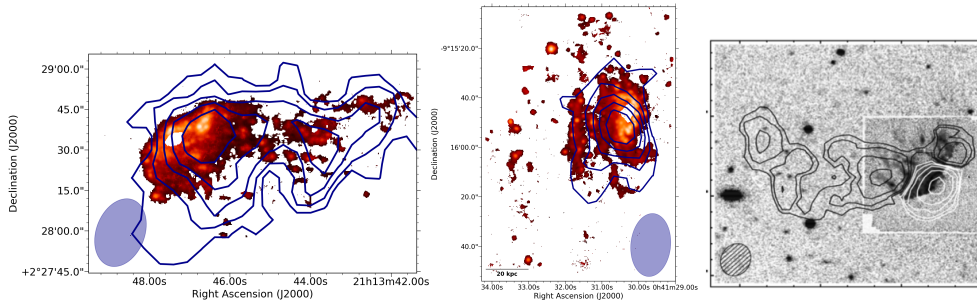 Declination (J2000)
29'00.0"
45.0"
30.0"
15.0"
28'00.0"
+2°27'45.0"
48.00s
46.00s
44.00s
21h13m42.00s
Right Ascension (J2000)
Declination (J2000)
-9°15'20.0"
40.0"
16'00.0"
20.0"
40.0"
20 kpc
34.00s
33.00s
32.00s
31.00s
30.00s
0h41m29.00s
Right Ascension (J2000)